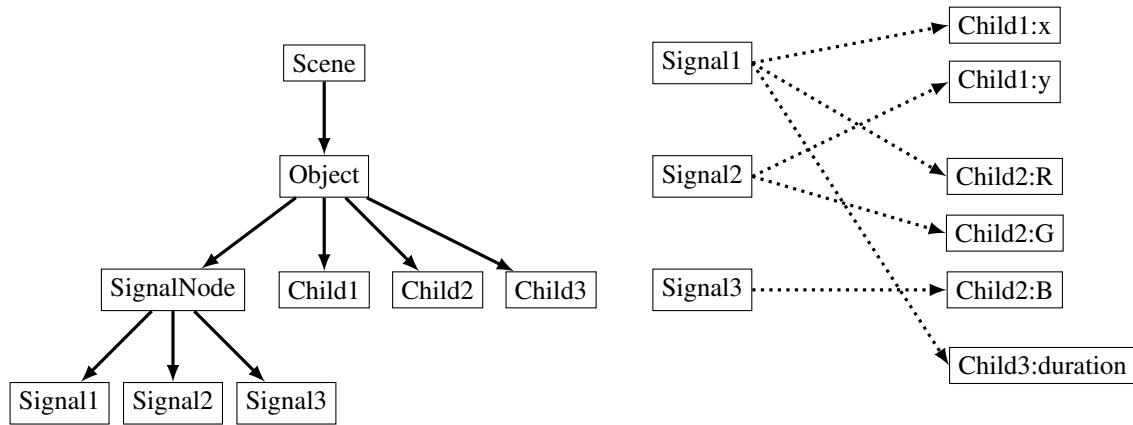 Scene
Object
SignalNode
Child1
Child2
Child3
Signal1
Signal2
Signal3
Signal1
Signal2
Signal3
Child1:x
Child1:y
Child2:R
Child2:G
Child2:B
Child3:duration